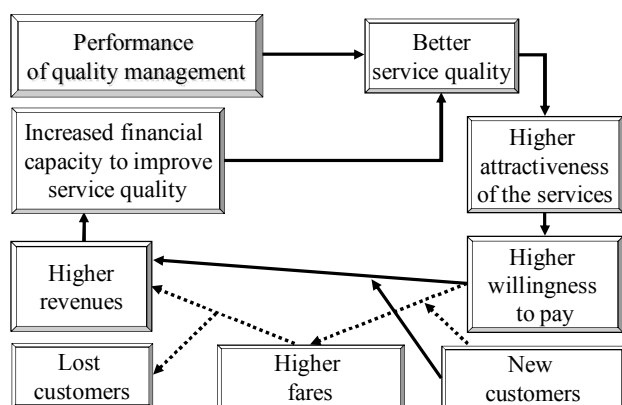 Performance
of quality management
Better
service quality
Increased financial
capacity to improve
service quality
Higher
attractiveness
of the services
Higher
revenues
Higher
willingness
to pay
Lost
customers
Higher
fares
New
customers